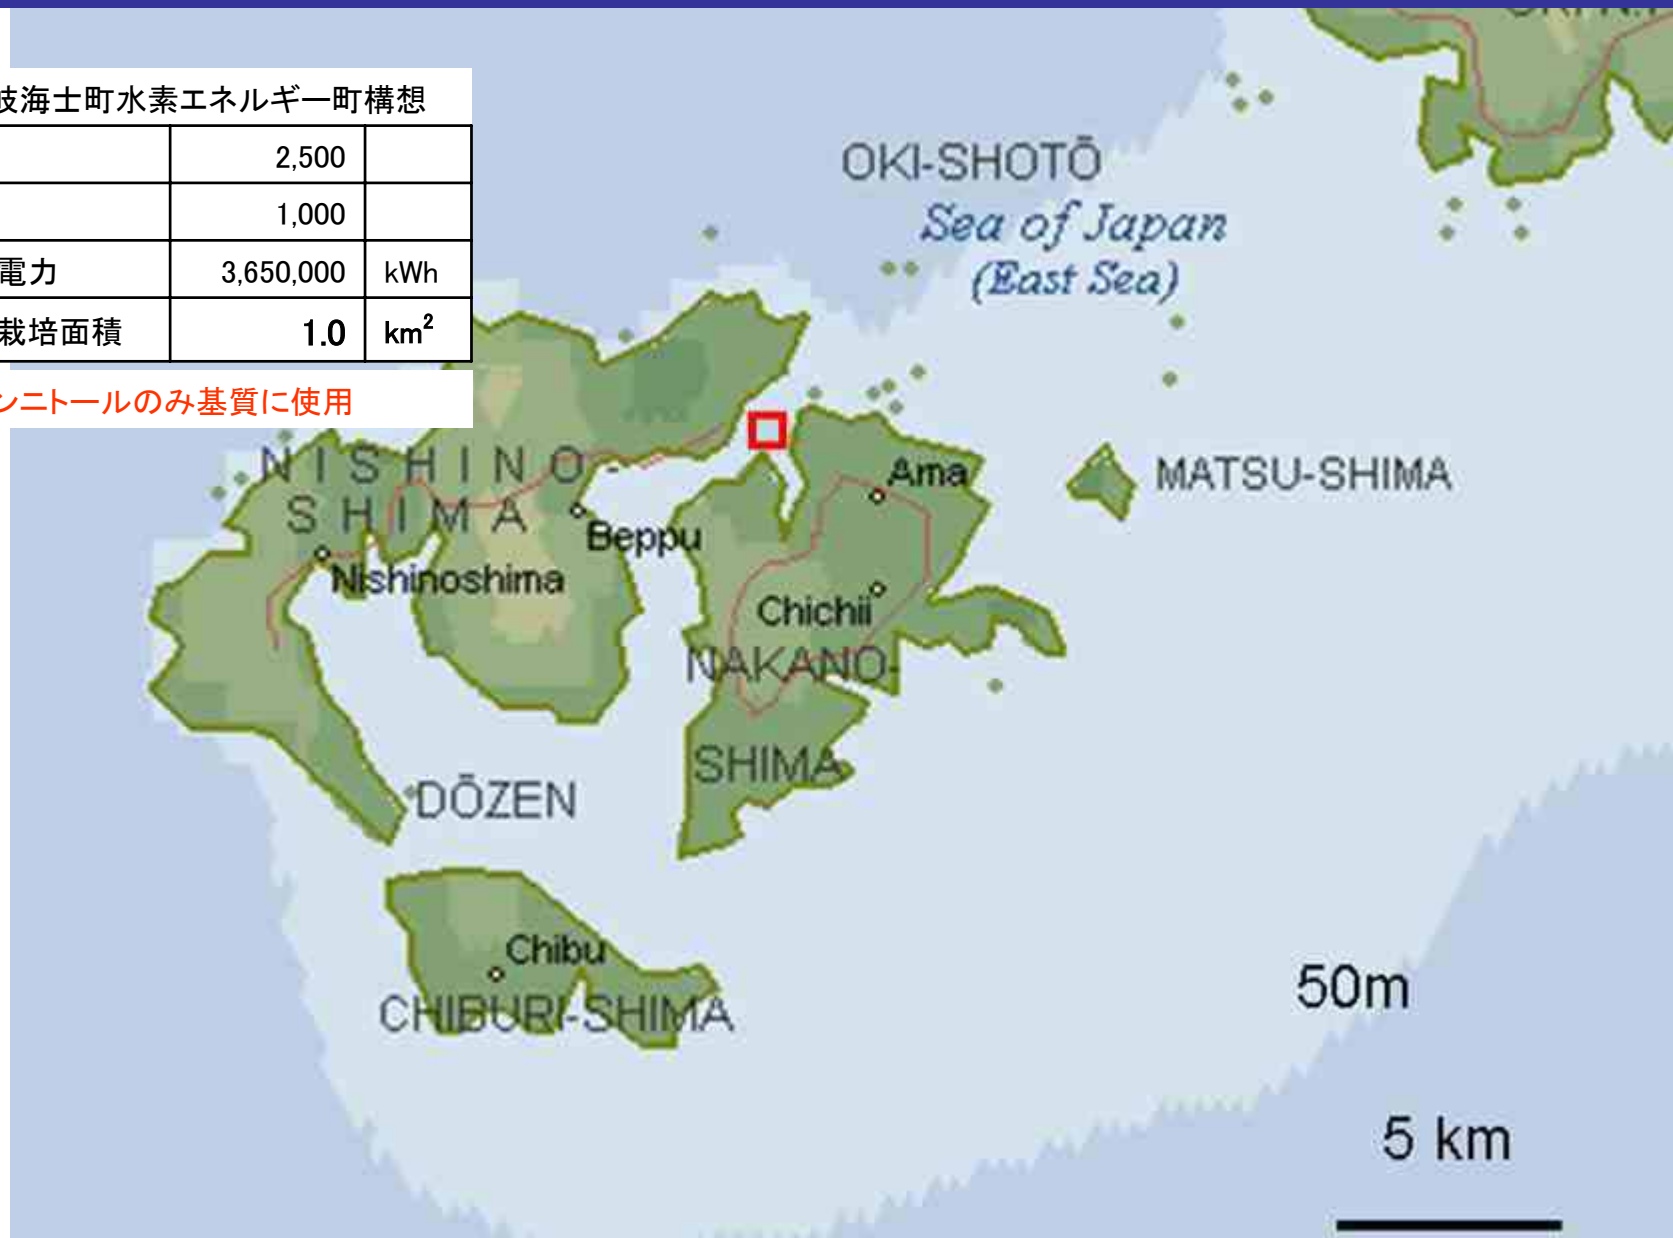 岐海士町水素エネルギー町構想
2,500
1,000
電力 3,650,000 kWh
栽培面積 1.0 km²
ンニトールのみ基質に使用
OKI-SHOTŌ
Sea of Japan
(East Sea)
NISHINO-
SHIMA
Beppu
Nishinoshima
Ama
MATSU-SHIMA
Chichii
NAKANO-
SHIMA
DŌZEN
Chibu
CHIBURI-SHIMA
50m
5 km